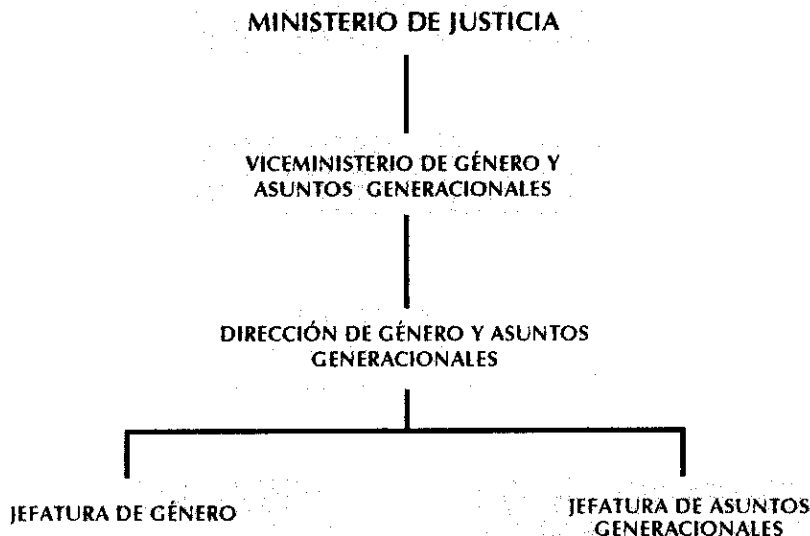 MINISTERIO DE JUSTICIA
VICEMINISTERIO DE GÉNERO Y
ASUNTOS GENERACIONALES
DIRECCIÓN DE GÉNERO Y ASUNTOS
GENERACIONALES
JEFATURA DE GÉNERO
JEFATURA DE ASUNTOS
GENERACIONALES